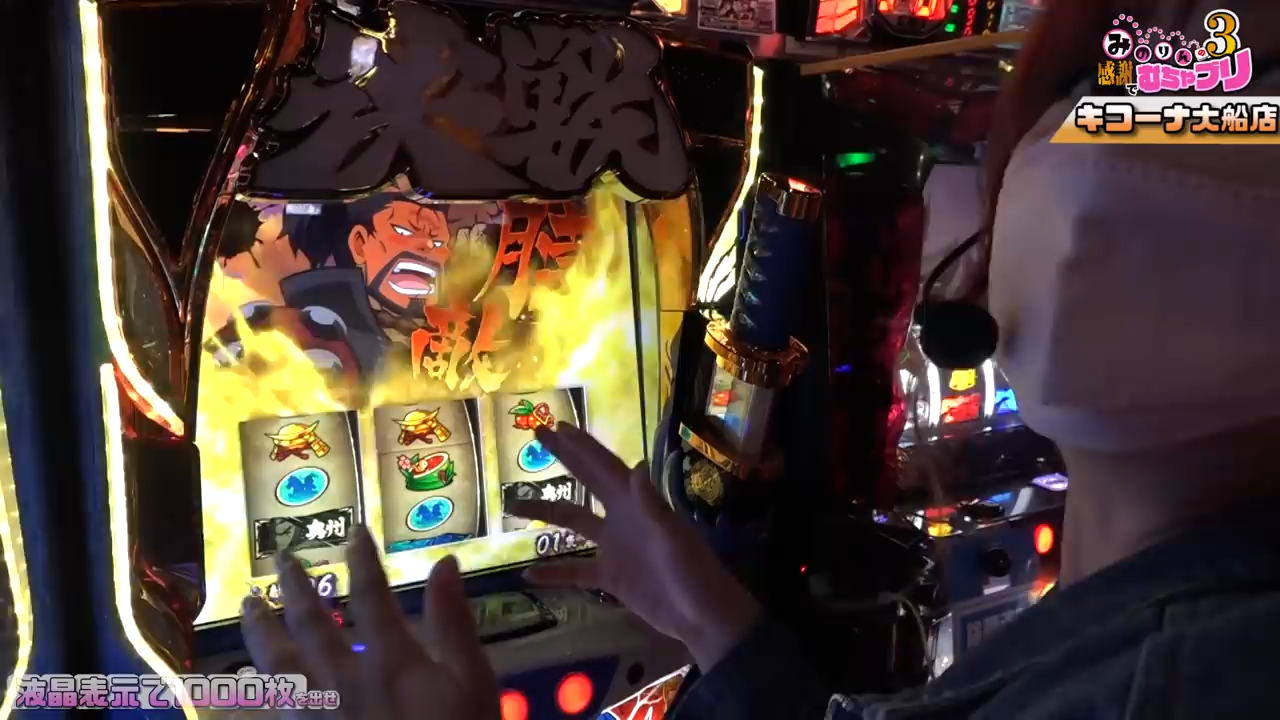 みのりんの3
感謝でむちゃブリ
キコーナ大船店
決戦
勝
敵
奥州
奥州
液晶表示で1000枚を出せ